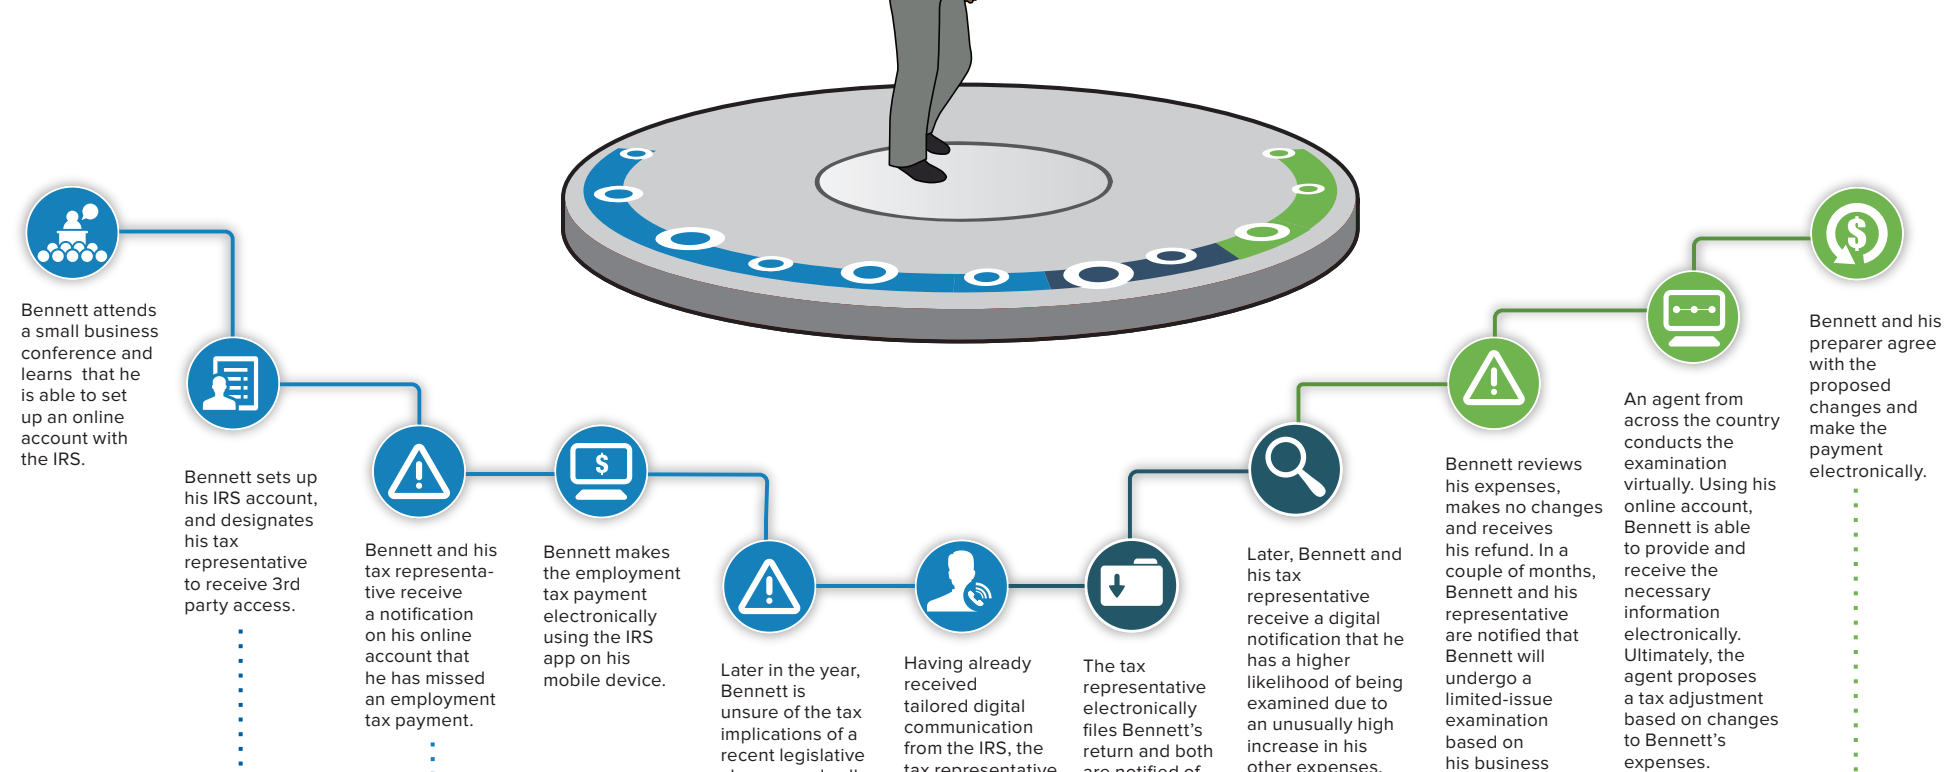 Bennett attends
a small business
conference and
learns that he
is able to set
up an online
account with
the IRS.
Bennett sets up
his IRS account,
and designates
his tax
representative
to receive 3rd
party access.
Bennett and his
tax representa-
tive receive
a notification
on his online
account that
he has missed
an employment
tax payment.
$
Bennett makes
the employment
tax payment
electronically
using the IRS
app on his
mobile device.
Later in the year,
Bennett is
unsure of the tax
implications of a
recent legislative
Having already
received
tailored digital
communication
from the IRS, the
tax representative
The tax
representative
electronically
files Bennett's
return and both
are notified of
Later, Bennett and
his tax
representative
receive a digital
notification that he
has a higher
likelihood of being
examined due to
an unusually high
increase in his
other expenses.
Bennett reviews
his expenses,
makes no changes
and receives
his refund. In a
couple of months,
Bennett and his
representative
are notified that
Bennett will
undergo a
limited-issue
examination
based on
his business
An agent from
across the country
conducts the
examination
virtually. Using his
online account,
Bennett is able
to provide and
receive the
necessary
information
electronically.
Ultimately, the
agent proposes
a tax adjustment
based on changes
to Bennett's
expenses.
$
Bennett and his
preparer agree
with the
proposed
changes and
make the
payment
electronically.